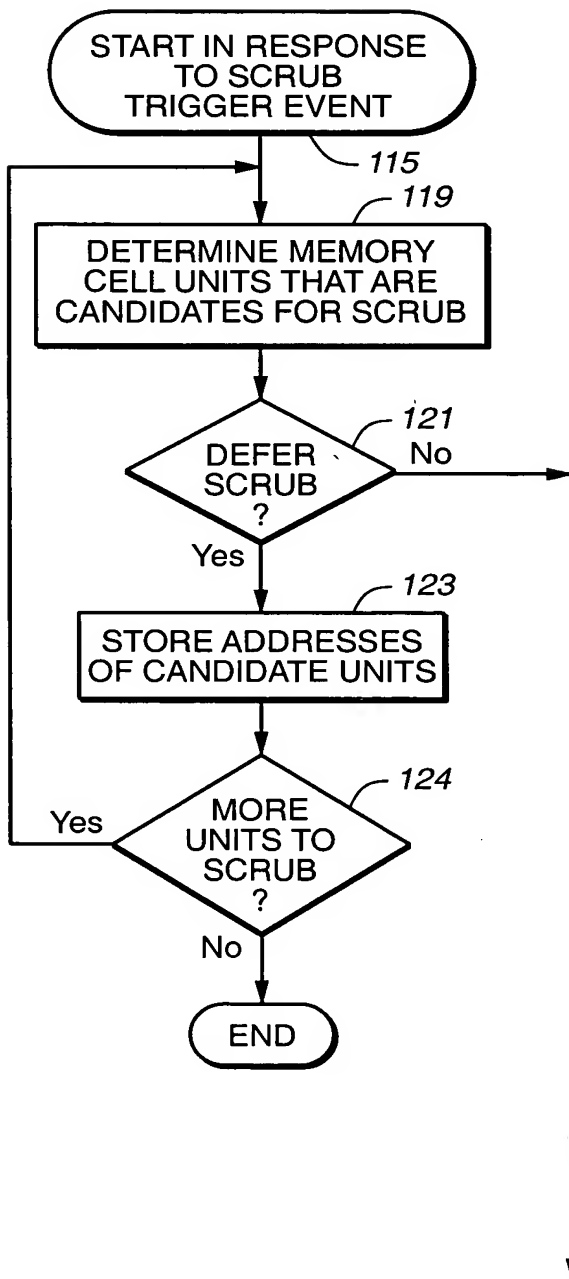 START IN RESPONSE
TO SCRUB
TRIGGER EVENT
115
119
DETERMINE MEMORY
CELL UNITS THAT ARE
CANDIDATES FOR SCRUB
121
DEFER
SCRUB
?
No
Yes
123
STORE ADDRESSES
OF CANDIDATE UNITS
124
MORE
UNITS TO
SCRUB
?
Yes
No
END